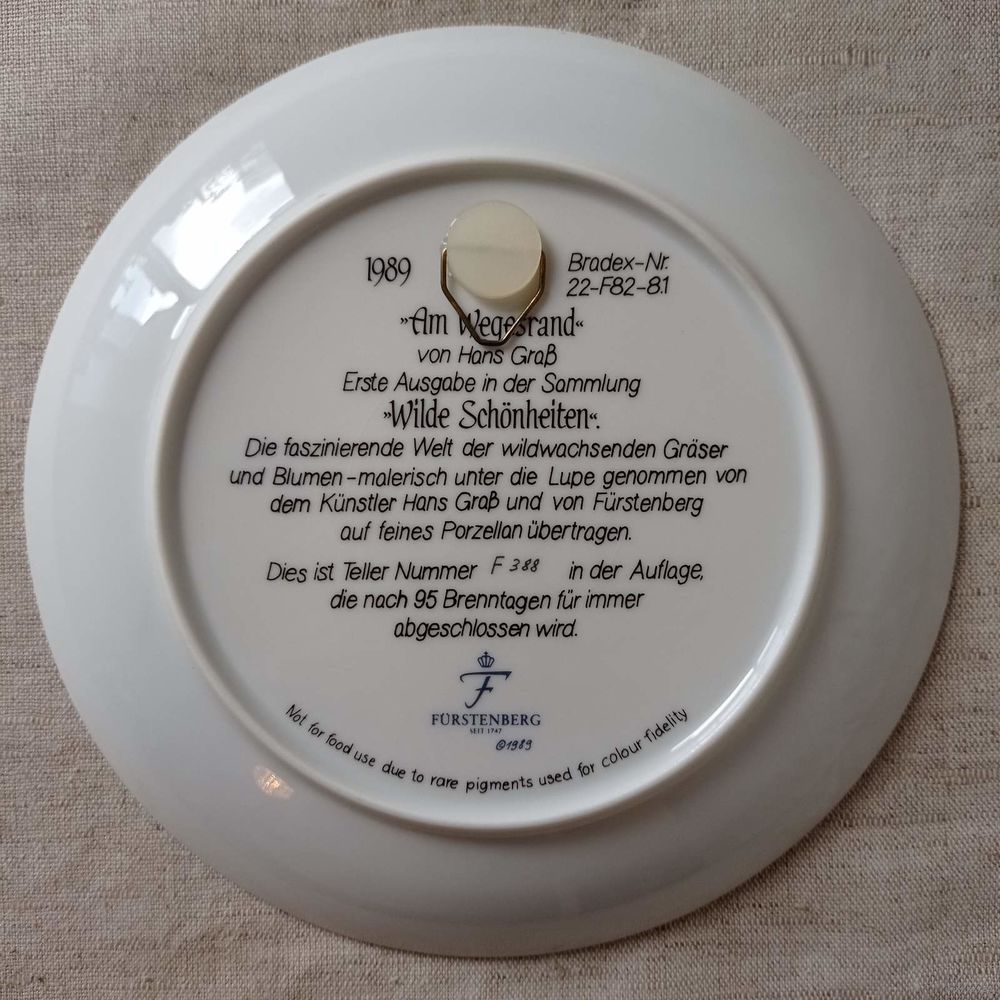 1989
Bradex-Nr.
22-F82-8.1
»Am Wegesrand«
von Hans Graß
Erste Ausgabe in der Sammlung
»Wilde Schönheiten«.
Die faszinierende Welt der wildwachsenden Gräser
und Blumen-malerisch unter die Lupe genommen von
dem Künstler Hans Graß und von Fürstenberg
auf feines Porzellan übertragen.
Dies ist Teller Nummer F 388 in der Auflage,
die nach 95 Brenntagen für immer
abgeschlossen wird.
F
FÜRSTENBERG
SEIT 1747
©1989
Not for food use due to rare pigments used for colour fidelity